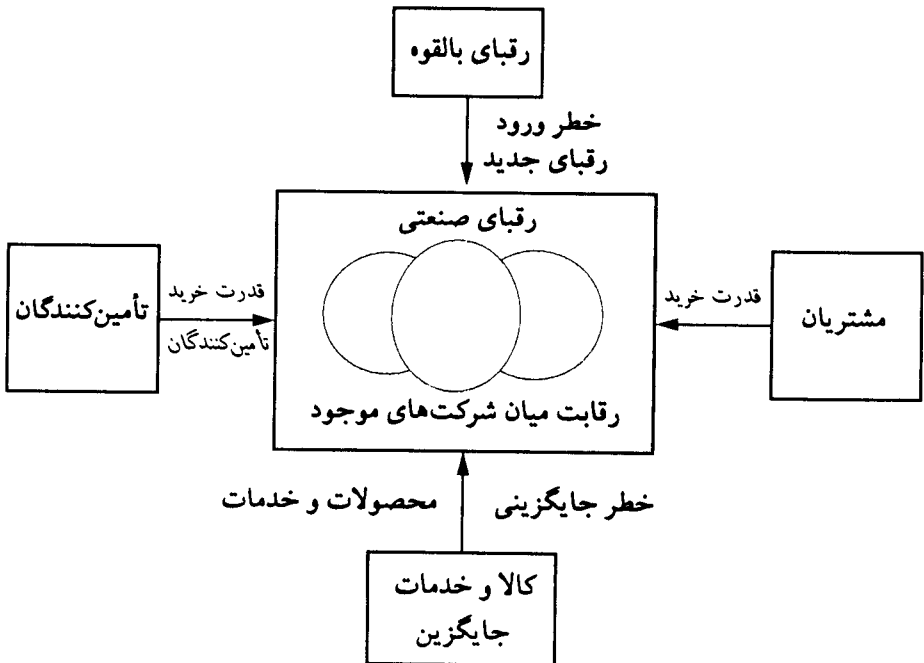 رقبای بالقوه
خطر ورود
رقبای جدید
رقبای صنعتی
مشتریان
قدرت خرید
قدرت خرید
تأمین‌کنندگان
تأمین‌کنندگان
رقابت میان شرکت‌های موجود
خطر جایگزینی
محصولات و خدمات
کالا و خدمات
جایگزین